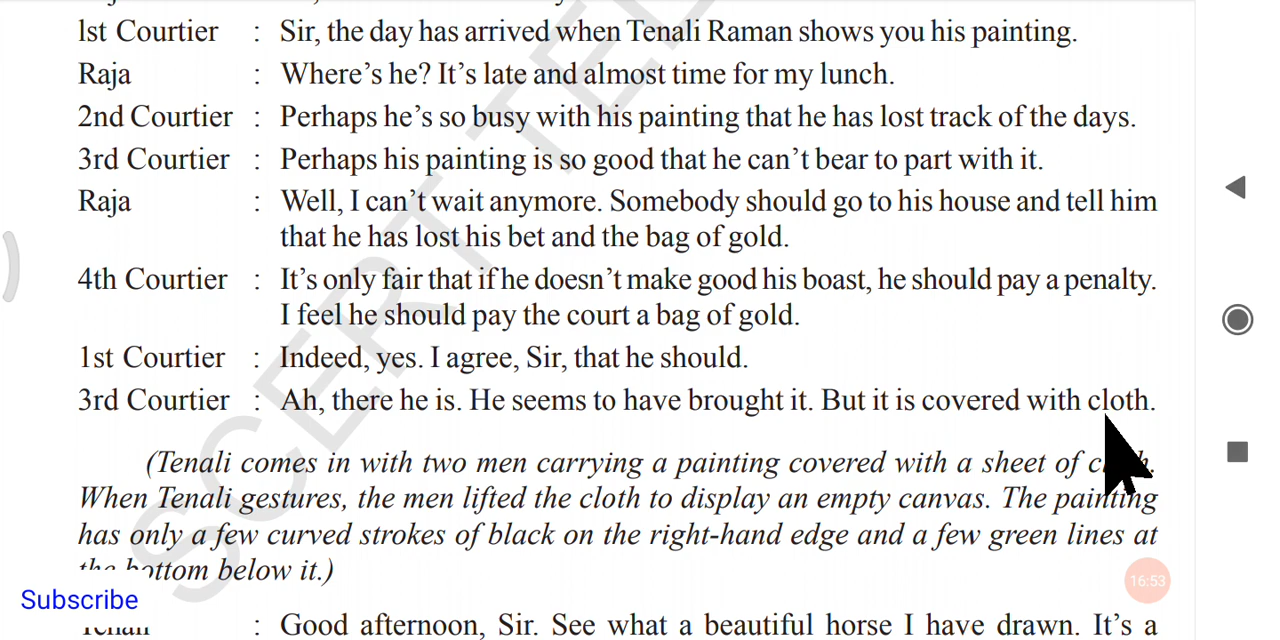 lst Courtier : Sir, the day has arrived when Tenali Raman shows you his painting.
Raja : Where's he? It's late and almost time for my lunch.
2nd Courtier : Perhaps he's so busy with his painting that he has lost track of the days.
3rd Courtier : Perhaps his painting is so good that he can't bear to part with it.
Raja : Well, I can't wait anymore. Somebody should go to his house and tell him
that he has lost his bet and the bag of gold.
4th Courtier : It's only fair that if he doesn't make good his boast, he should pay a penalty.
I feel he should pay the court a bag of gold.
1st Courtier : Indeed, yes. I agree, Sir, that he should.
3rd Courtier : Ah, there he is. He seems to have brought it. But it is covered with cloth.
(Tenali comes in with two men carrying a painting covered with a sheet of cloth.
When Tenali gestures, the men lifted the cloth to display an empty canvas. The painting
has only a few curved strokes of black on the right-hand edge and a few green lines at
the bottom below it.)
16:53
Subscribe
Tenali : Good afternoon, Sir. See what a beautiful horse I have drawn. It's a
SCERT TEL